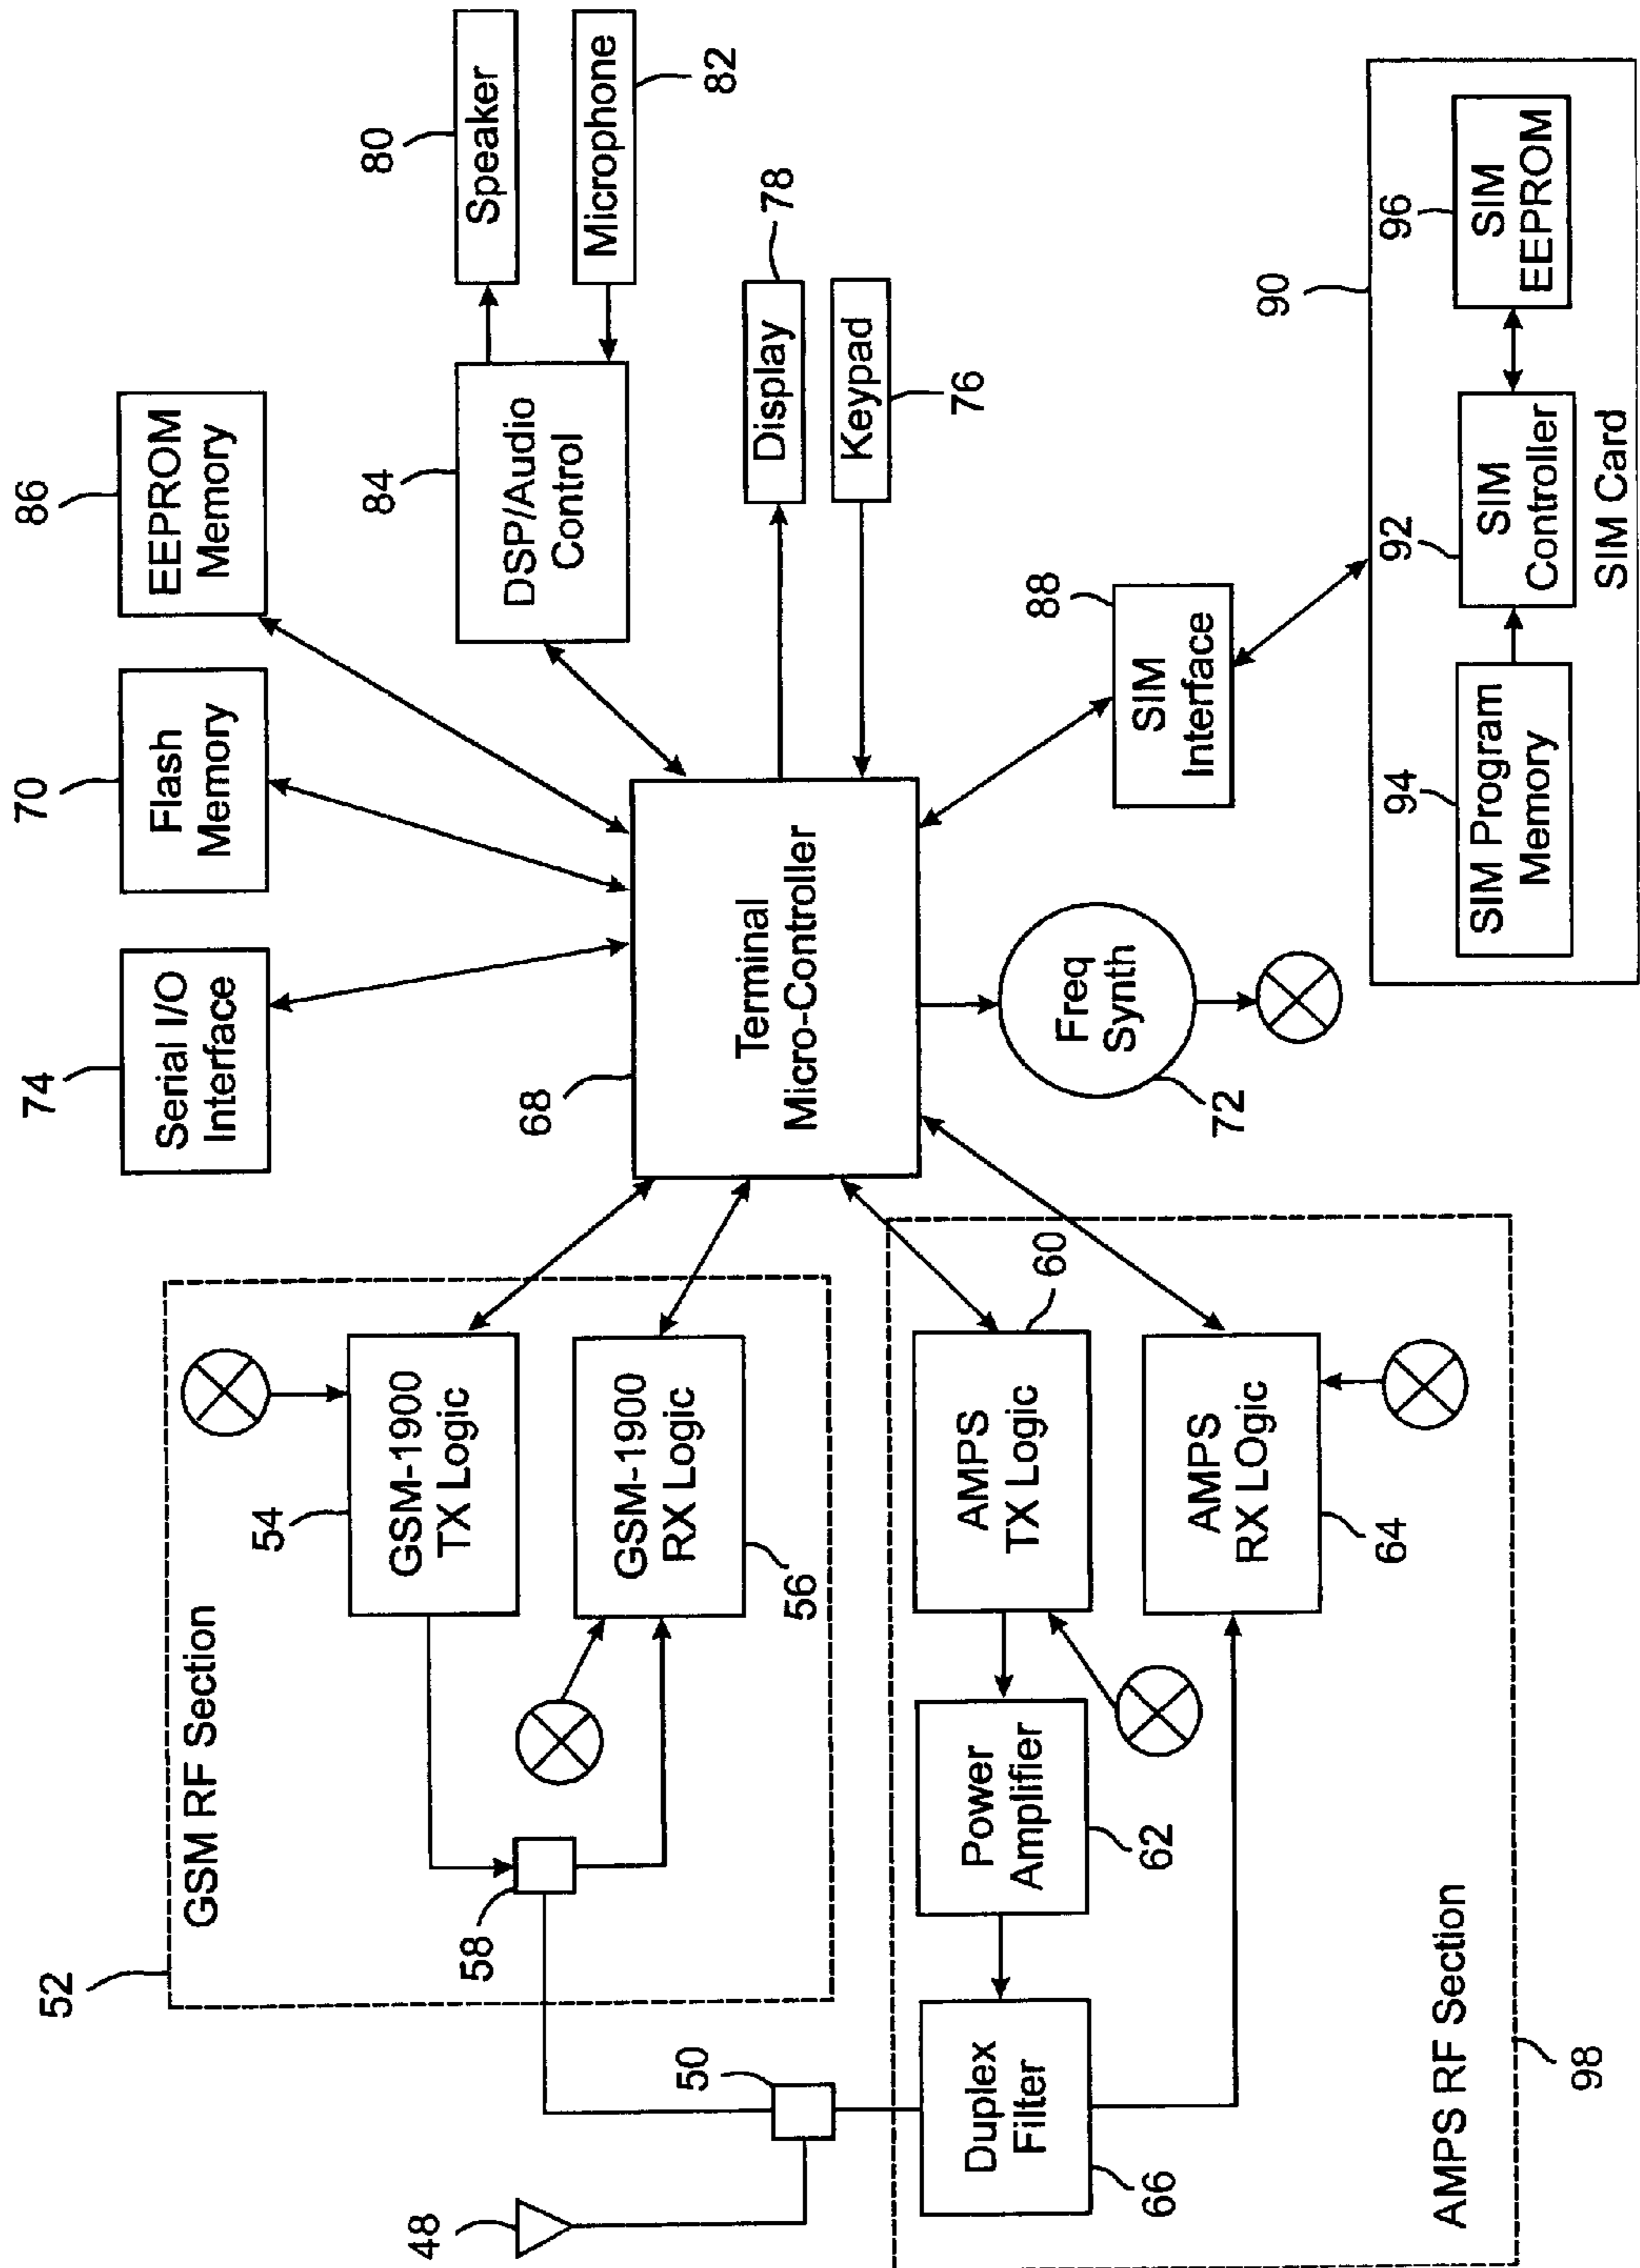 74
Serial I/O
Interface
70
Flash
Memory
86
EEPROM
Memory
52
GSM RF Section
54
GSM-1900
TX Logic
GSM-1900
RX Logic
56
58
68
Terminal
Micro-Controller
84
DSP/Audio
Control
80
Speaker
Microphone
82
Display
78
Keypad
76
48
50
Duplex
Filter
66
Power
Amplifier
62
60
AMPS
TX Logic
AMPS
RX LOgic
64
AMPS RF Section
98
Freq
Synth
72
88
SIM
Interface
90
94
SIM Program
Memory
92
SIM
Controller
96
SIM
EEPROM
SIM Card